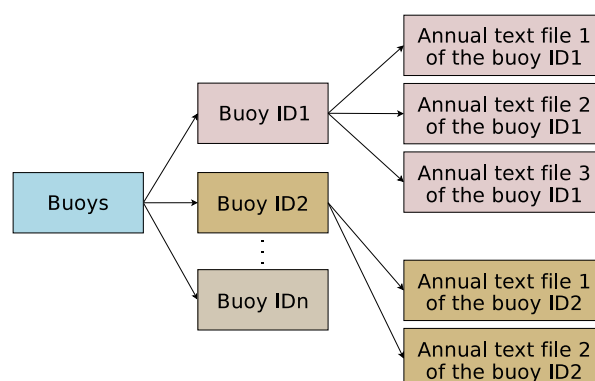 Buoys
Buoy ID1
Buoy ID2
Buoy IDn
Annual text file 1
of the buoy ID1
Annual text file 2
of the buoy ID1
Annual text file 3
of the buoy ID1
Annual text file 1
of the buoy ID2
Annual text file 2
of the buoy ID2